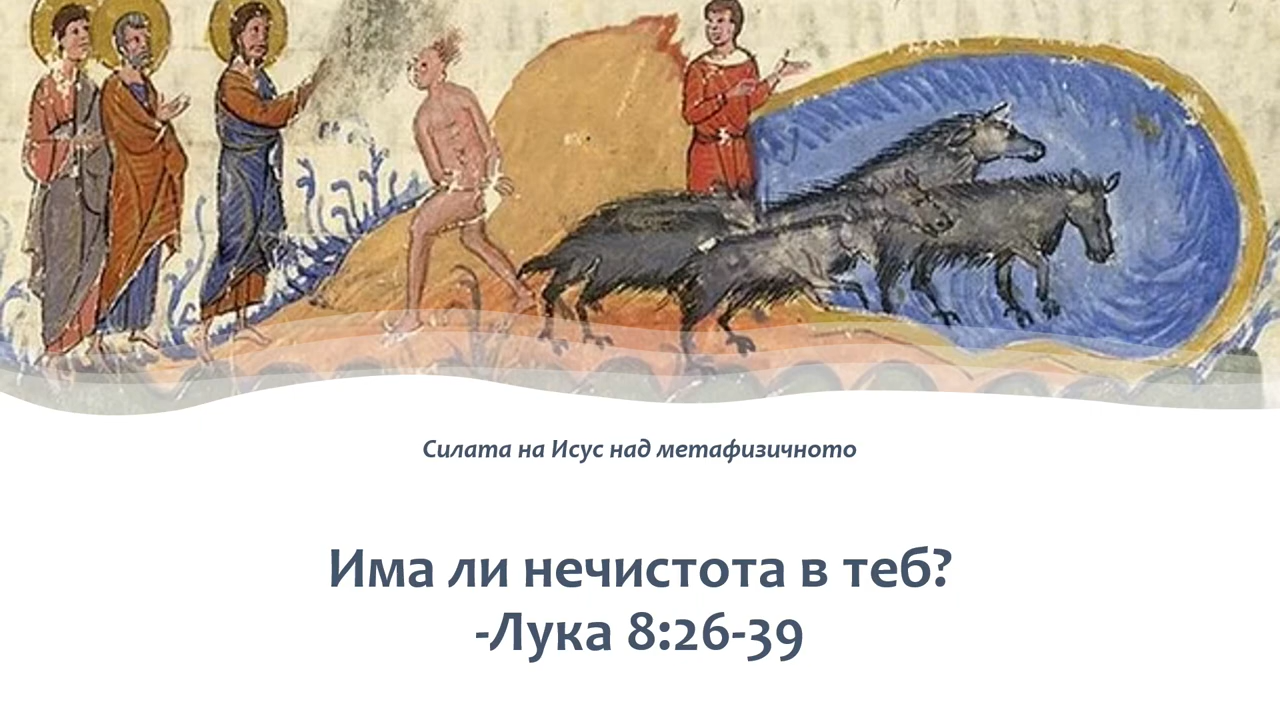 Силата на Исус над метафизичното
Има ли нечистота в теб?
-Лука 8:26-39